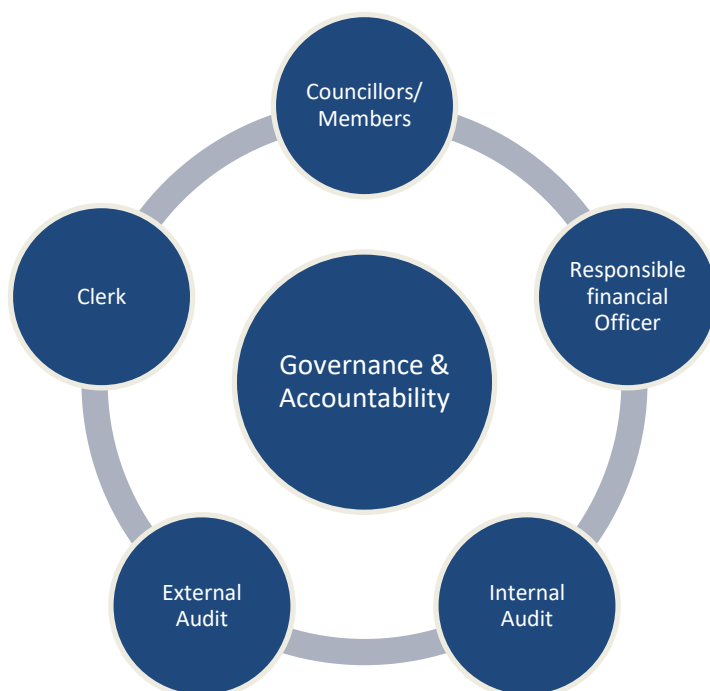 Councillors/
Members
Responsible
financial
Officer
Internal
Audit
External
Audit
Clerk
Governance &
Accountability